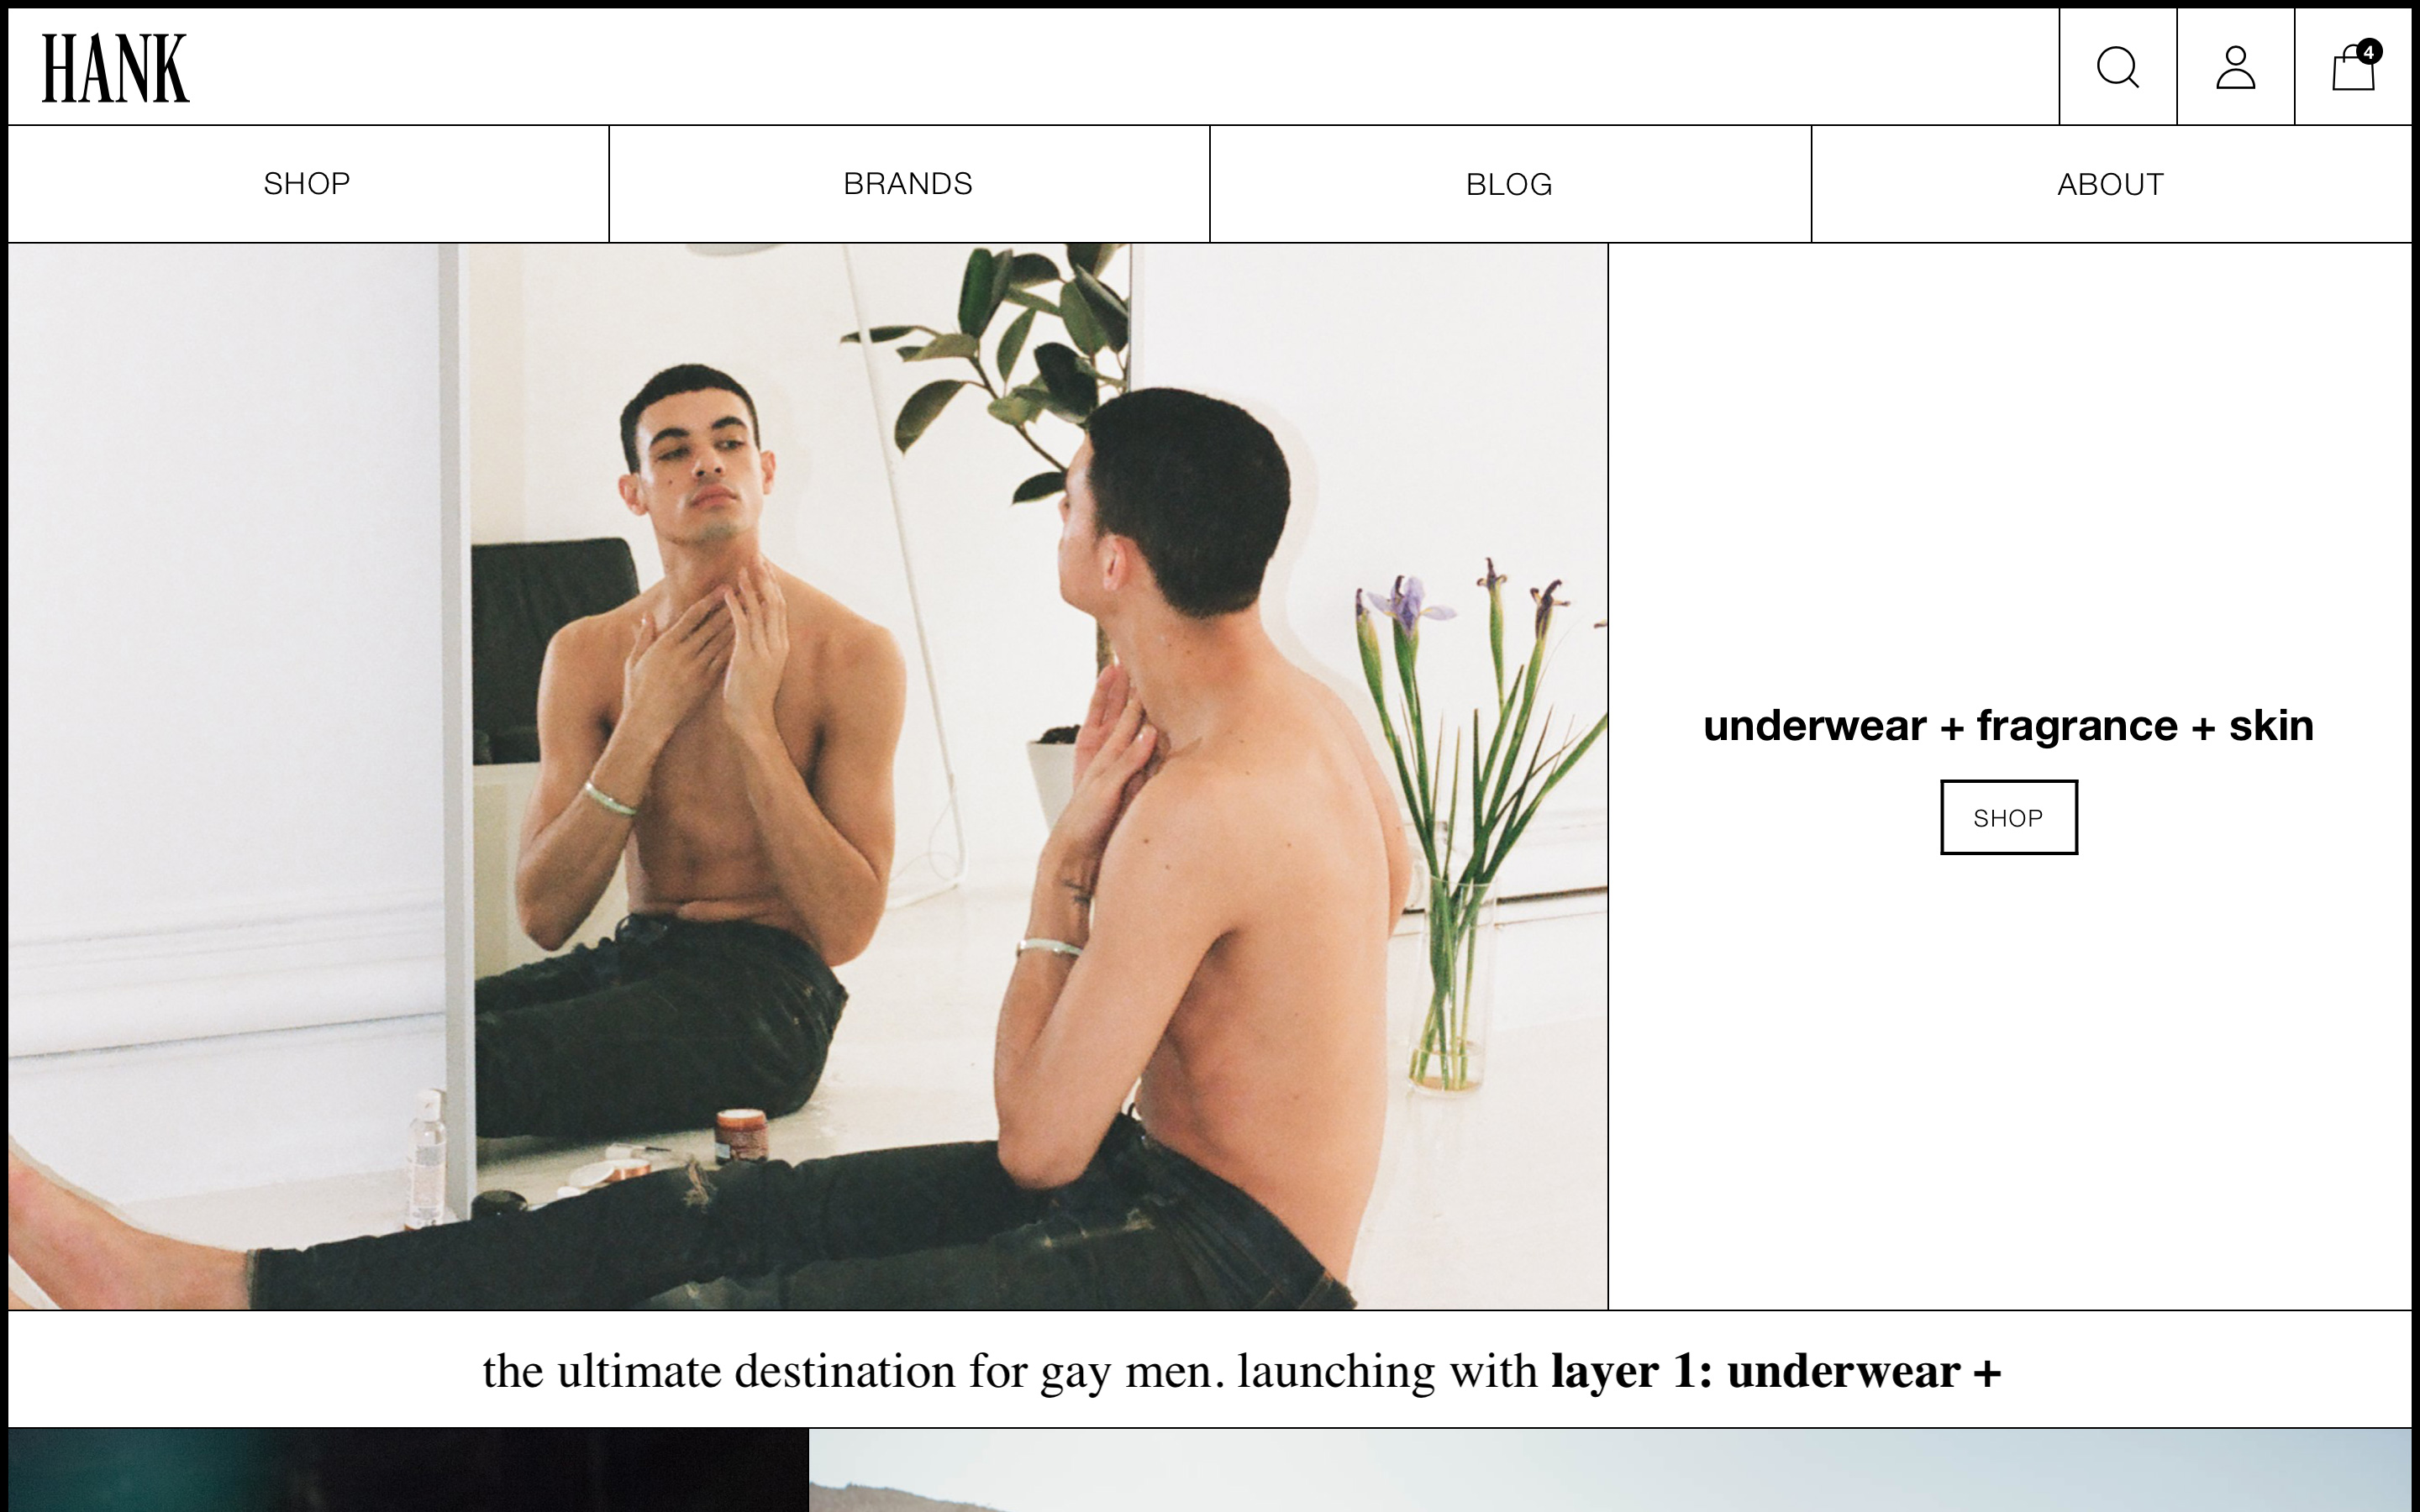 HANK
4
SHOP
BRANDS
BLOG
ABOUT
underwear + fragrance + skin
SHOP
the ultimate destination for gay men. launching with layer 1: underwear +